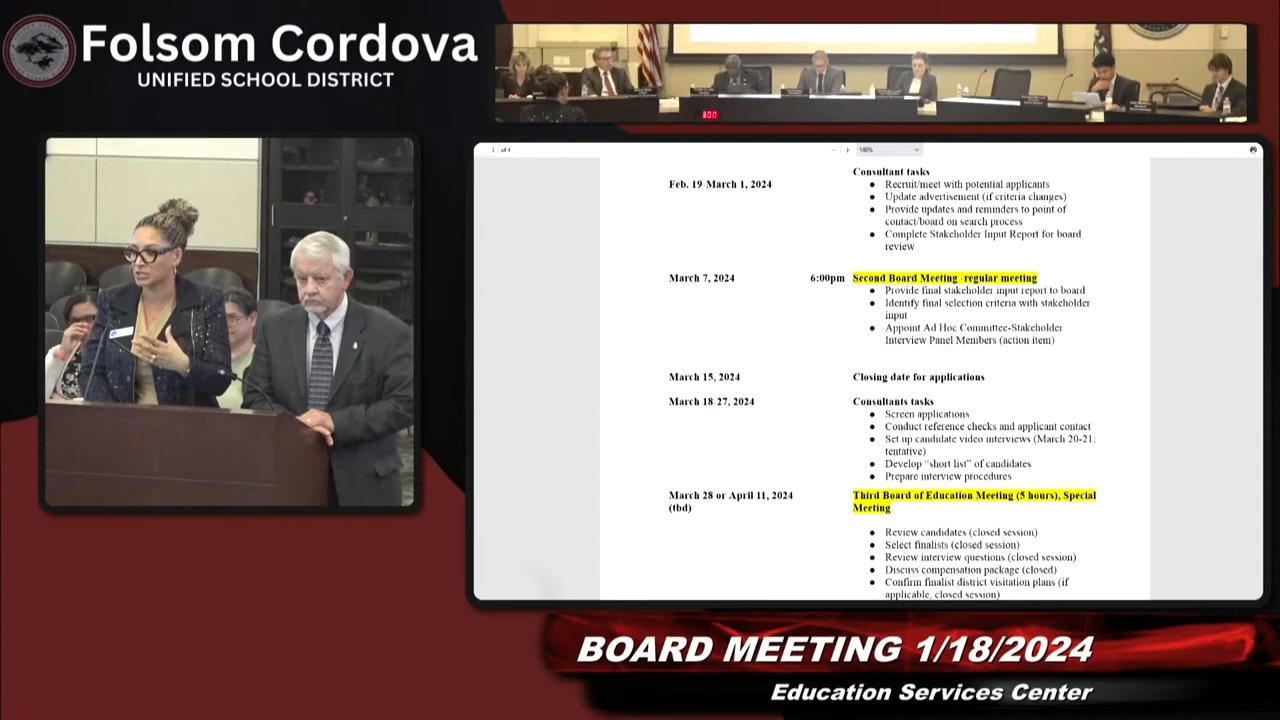 Folsom Cordova
UNIFIED SCHOOL DISTRICT
3:07
1 of 4
140%
Consultant tasks
Feb. 19-March 1, 2024
● Recruit/meet with potential applicants
● Update advertisement (if criteria changes)
● Provide updates and reminders to point of
contact/board on search process
● Complete Stakeholder Input Report for board
review
March 7, 2024 6:00pm Second Board Meeting -regular meeting
● Provide final stakeholder input report to board
● Identify final selection criteria with stakeholder
input
● Appoint Ad Hoc Committee-Stakeholder
Interview Panel Members (action item)
March 15, 2024 Closing date for applications
March 18-27, 2024 Consultants tasks
● Screen applications
● Conduct reference checks and applicant contact
● Set up candidate video interviews (March 20-21;
tentative)
● Develop “short list” of candidates
● Prepare interview procedures
March 28 or April 11, 2024 Third Board of Education Meeting (5 hours), Special
(tbd) Meeting
● Review candidates (closed session)
● Select finalists (closed session)
● Review interview questions (closed session)
● Discuss compensation package (closed)
● Confirm finalist district visitation plans (if
applicable, closed session)
BOARD MEETING 1/18/2024
Education Services Center